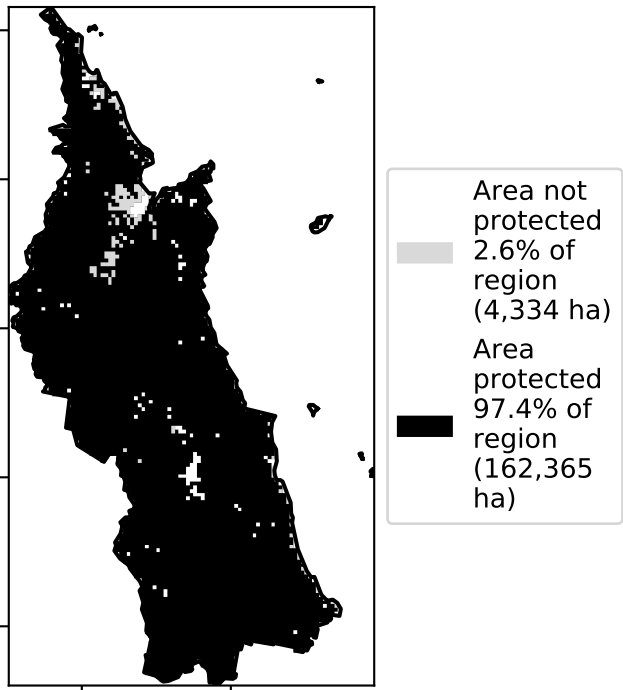 Area not
protected
2.6% of
region
(4,334 ha)
Area
protected
97.4% of
region
(162,365
ha)